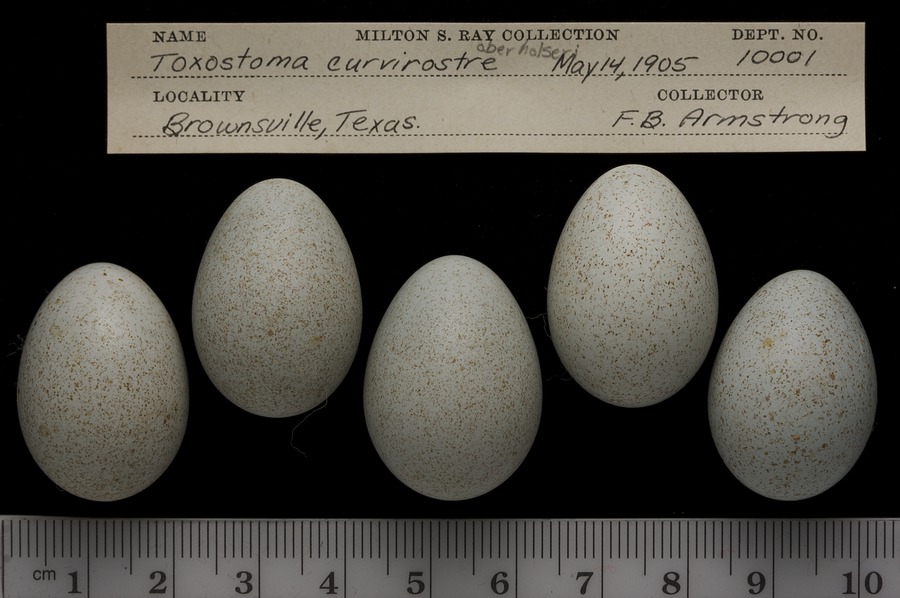 NAME MILTON S. RAY COLLECTION DEPT. NO.
oberholseri
Toxostoma curvirostre May 14, 1905 10001
LOCALITY COLLECTOR
Brownsville, Texas. F.B. Armstrong
cm 1 2 3 4 5 6 7 8 9 10